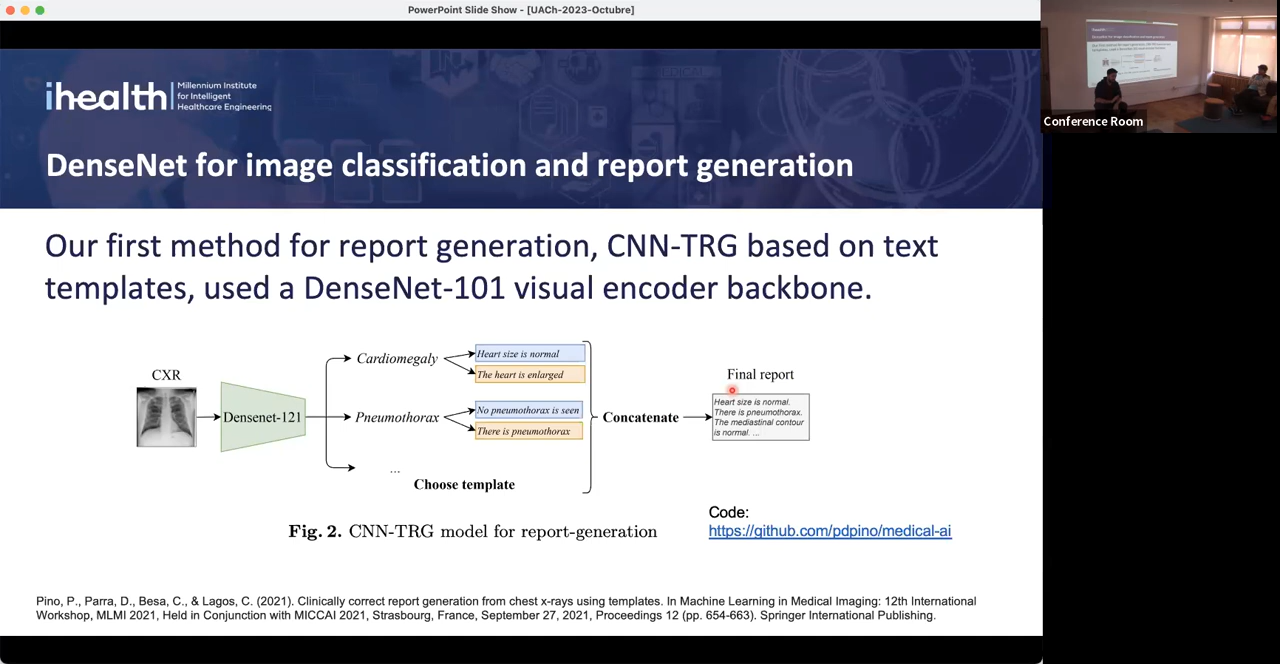 PowerPoint Slide Show - [UACh-2023-Octubre]
ihealth
Millennium Institute
for Intelligent
Healthcare Engineering
DenseNet for image classification and report generation
Our first method for report generation, CNN-TRG based on text
templates, used a DenseNet-101 visual encoder backbone.
CXR
Densenet-121
Cardiomegaly
Heart size is normal
The heart is enlarged
Pneumothorax
No pneumothorax is seen
There is pneumothorax
...
Choose template
Concatenate
Final report
Heart size is normal.
There is pneumothorax.
The mediastinal contour
is normal. ...
Fig. 2. CNN-TRG model for report-generation
Code:
https://github.com/pdpino/medical-ai
Pino, P., Parra, D., Besa, C., & Lagos, C. (2021). Clinically correct report generation from chest x-rays using templates. In Machine Learning in Medical Imaging: 12th International
Workshop, MLMI 2021, Held in Conjunction with MICCAI 2021, Strasbourg, France, September 27, 2021, Proceedings 12 (pp. 654-663). Springer International Publishing.
Conference Room